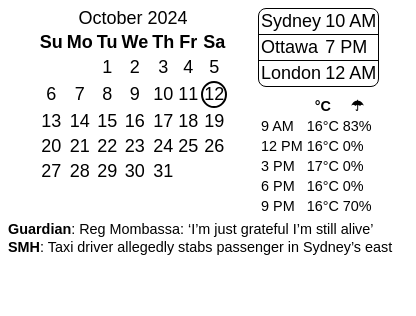 October 2024
Su Mo Tu We Th Fr Sa
1 2 3 4 5
6 7 8 9 10 11 12
13 14 15 16 17 18 19
20 21 22 23 24 25 26
27 28 29 30 31
Sydney 10 AM
Ottawa 7 PM
London 12 AM
°C ☂
9 AM 16°C 83%
12 PM 16°C 0%
3 PM 17°C 0%
6 PM 16°C 0%
9 PM 16°C 70%
Guardian: Reg Mombassa: ‘I’m just grateful I’m still alive’
SMH: Taxi driver allegedly stabs passenger in Sydney’s east